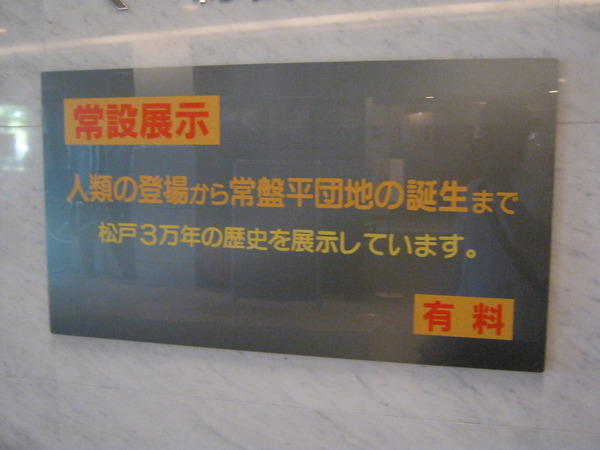 常設展示
人類の登場から常盤平団地の誕生まで
松戸3万年の歴史を展示しています。
有料